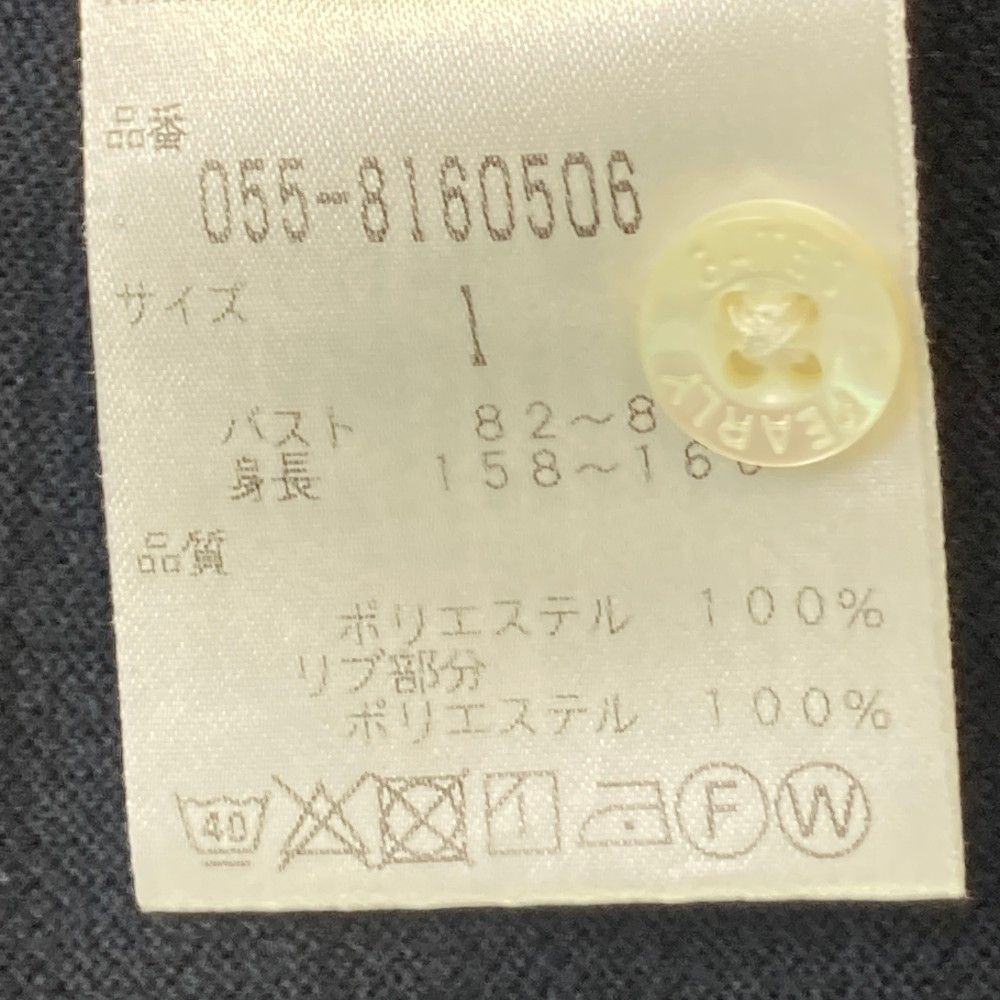 品番
055-8160506
サイズ
1
バスト 82~8
身長 158~16
品質
ポリエステル 100%
リブ部分
ポリエステル 100%
40
F
W
PEARLY